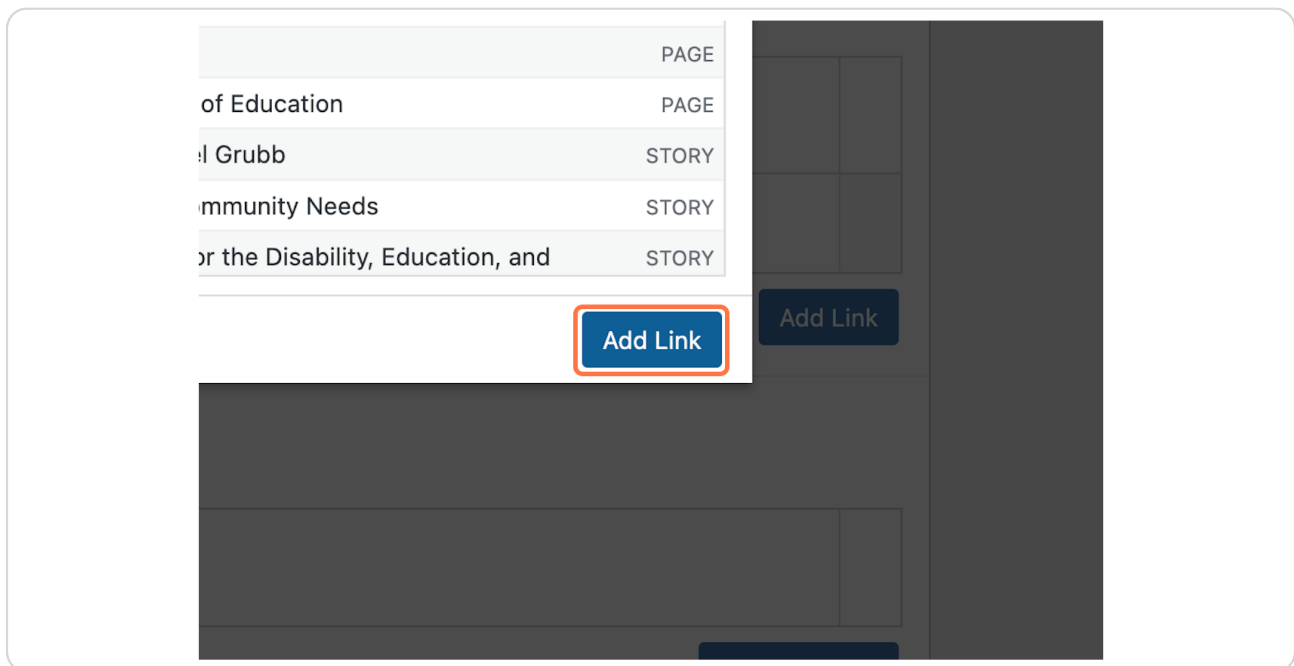 PAGE
of Education PAGE
el Grubb STORY
ommunity Needs STORY
or the Disability, Education, and STORY
Add Link
Add Link